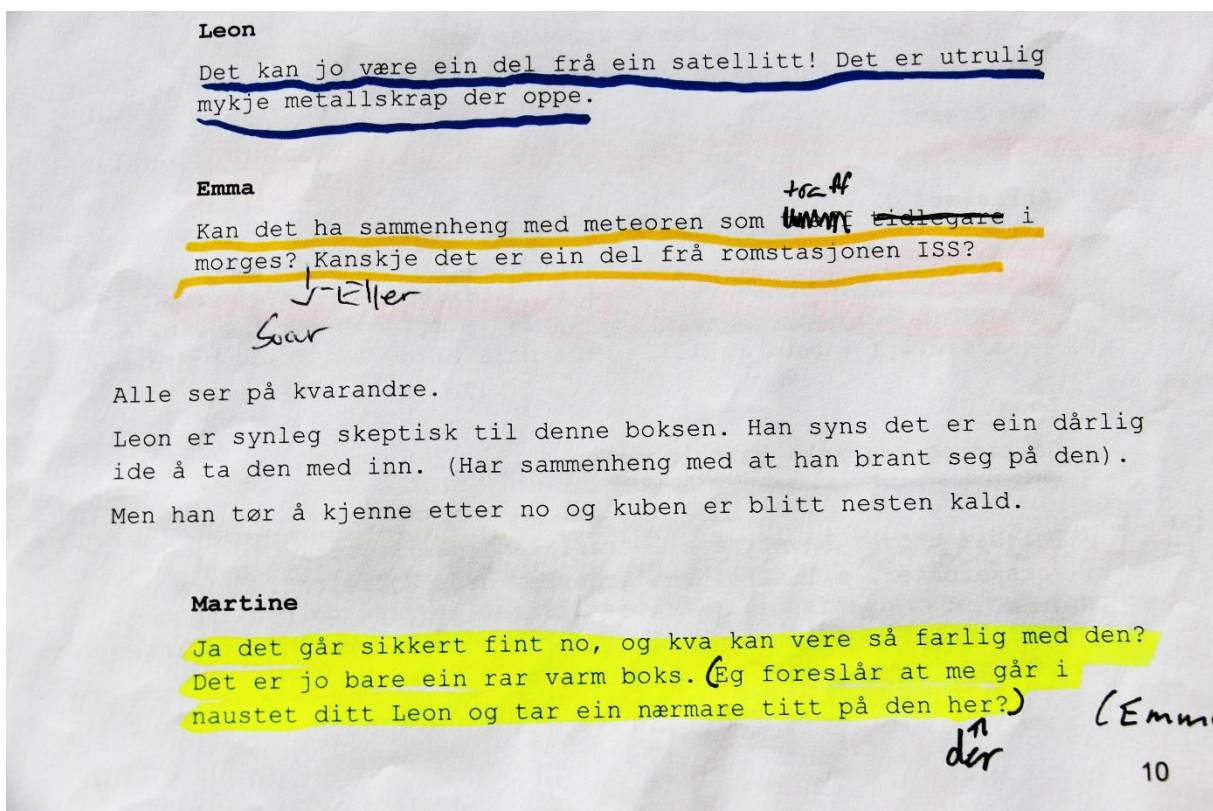 Leon
Det kan jo være ein del frå ein satellitt! Det er utrulig
mykje metallskrap der oppe.
Emma
traff
Kan det ha sammenheng med meteoren som tidlegare i
morges? Kanskje det er ein del frå romstasjonen ISS?
Eller
Svar
Alle ser på kvarandre.
Leon er synleg skeptisk til denne boksen. Han syns det er ein dårlig
ide å ta den med inn. (Har sammenheng med at han brant seg på den).
Men han tør å kjenne etter no og kuben er blitt nesten kald.
Martine
Ja det går sikkert fint no, og kva kan vere så farlig med den?
Det er jo bare ein rar varm boks. (Eg foreslår at me går i
naustet ditt Leon og tar ein nærmare titt på den her?)
der
(Emm
10